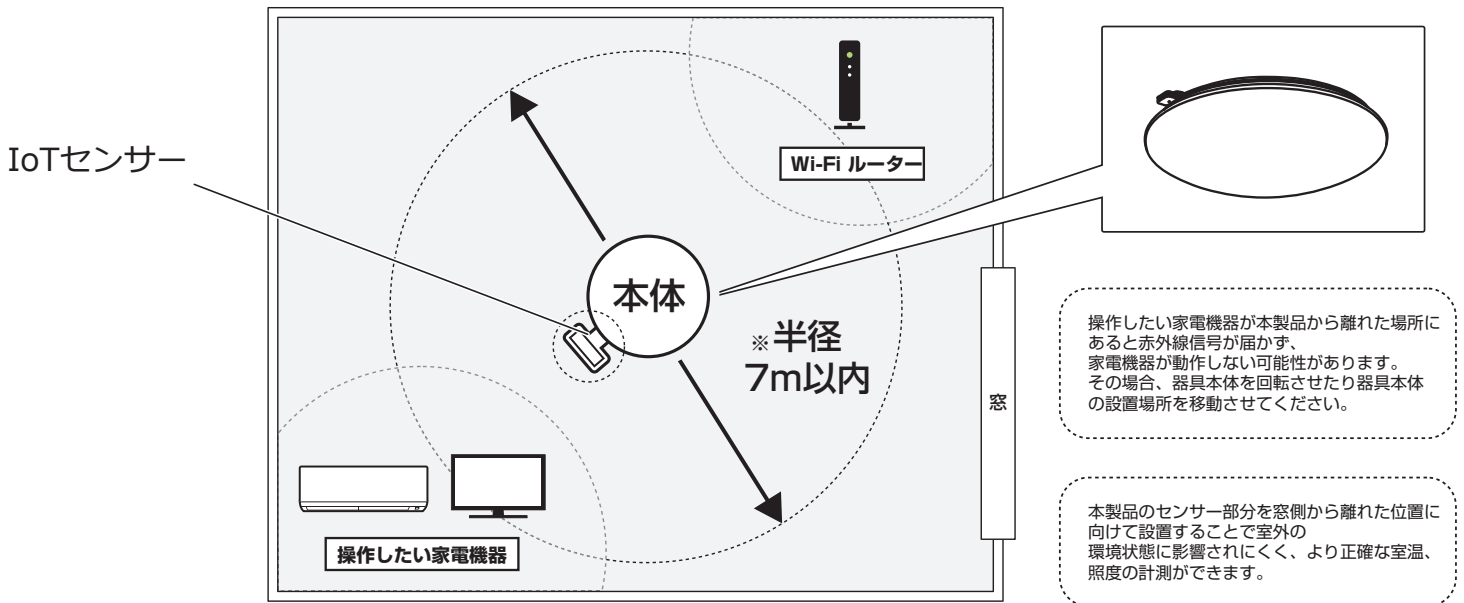 IoTセンサー
Wi-Fi ルーター
本体
※半径
7m以内
窓
操作したい家電機器
操作したい家電機器が本製品から離れた場所に
あると赤外線信号が届かず、
家電機器が動作しない可能性があります。
その場合、器具本体を回転させたり器具本体
の設置場所を移動させてください。
本製品のセンサー部分を窓側から離れた位置に
向けて設置することで室外の
環境状態に影響されにくく、より正確な室温、
照度の計測ができます。